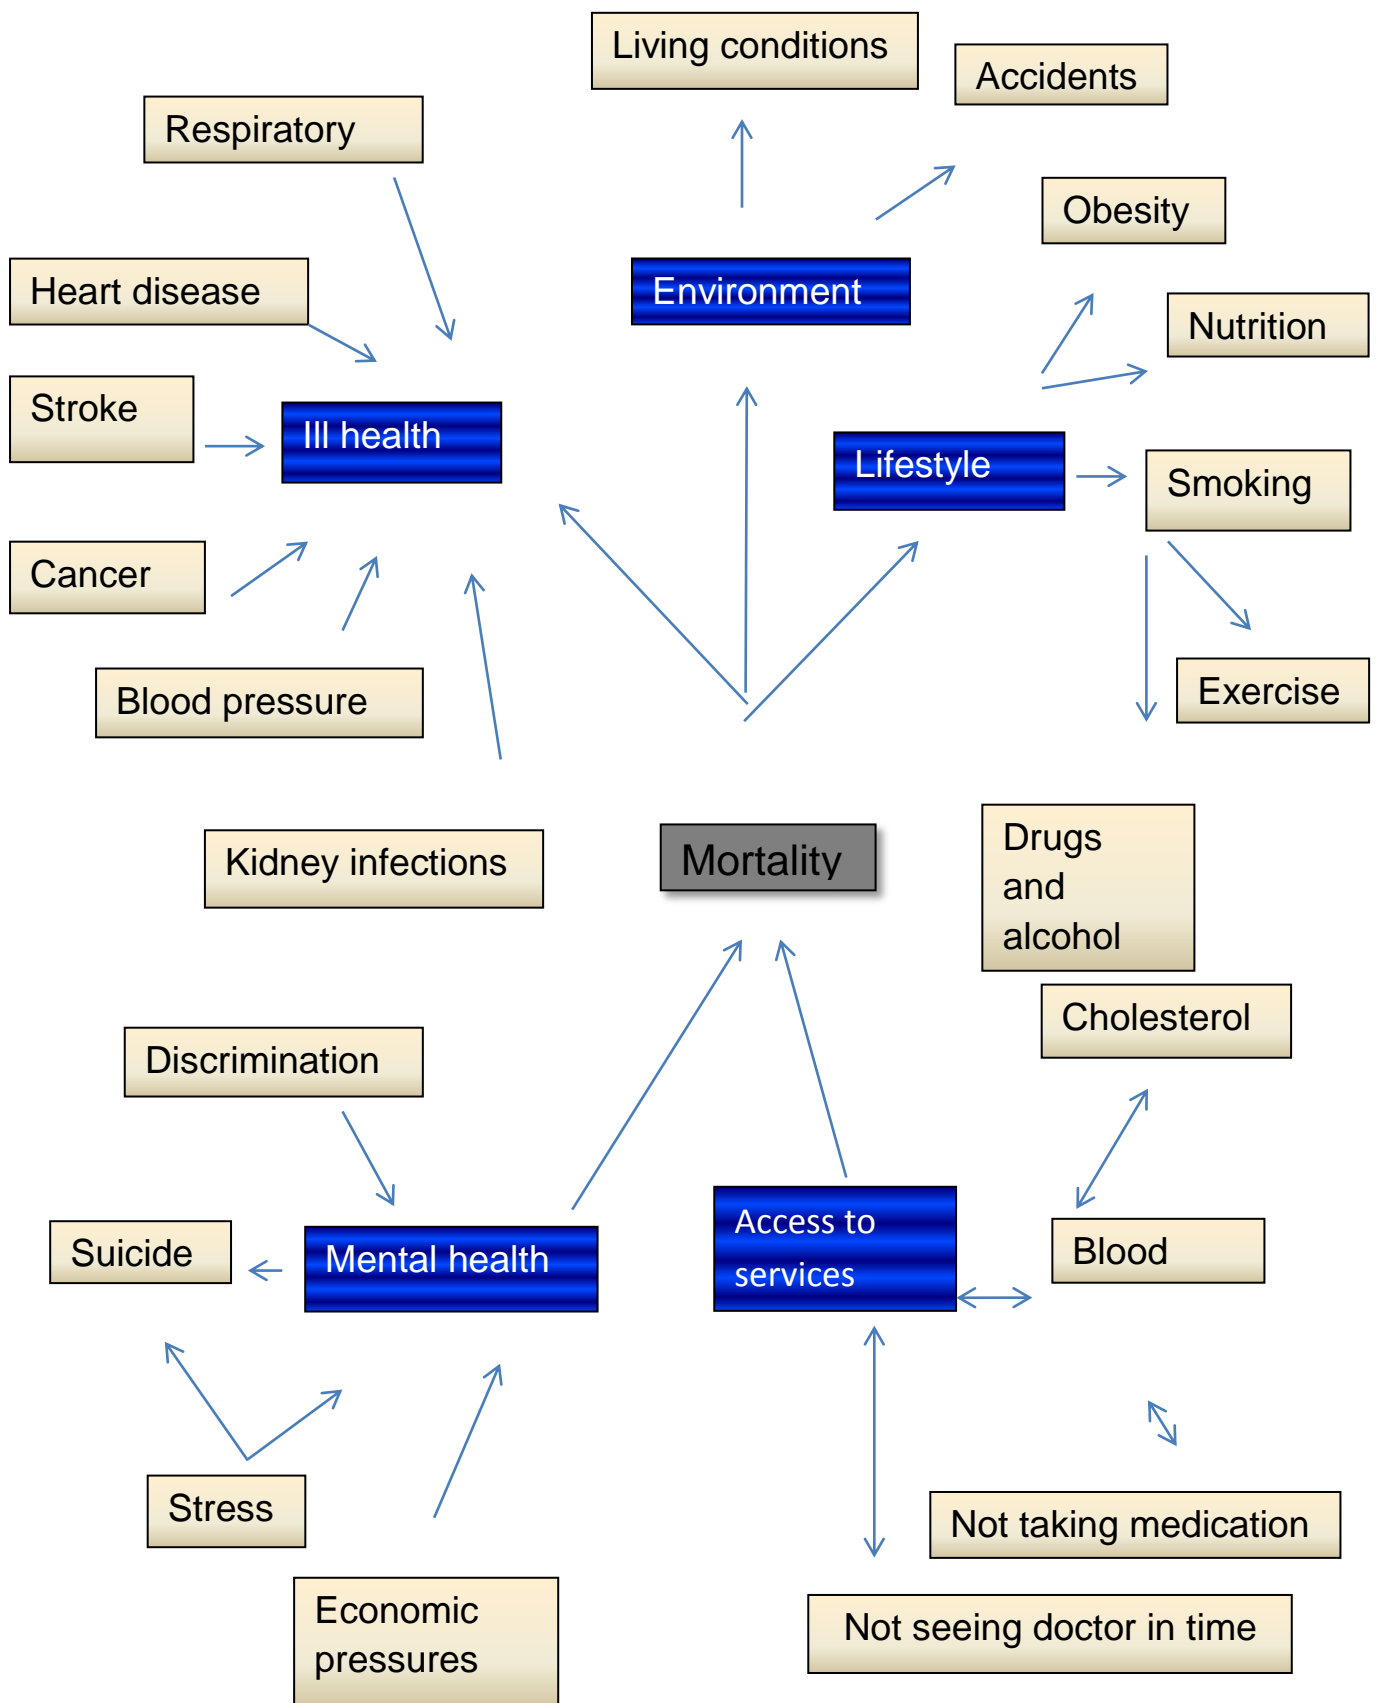 Living conditions
Accidents
Respiratory
Obesity
Heart disease
Environment
Nutrition
Stroke
Ill health
Lifestyle
Smoking
Cancer
Blood pressure
Exercise
Kidney infections
Mortality
Drugs
and
alcohol
Cholesterol
Discrimination
Suicide
Mental health
Access to
services
Blood
Stress
Not taking medication
Economic
pressures
Not seeing doctor in time